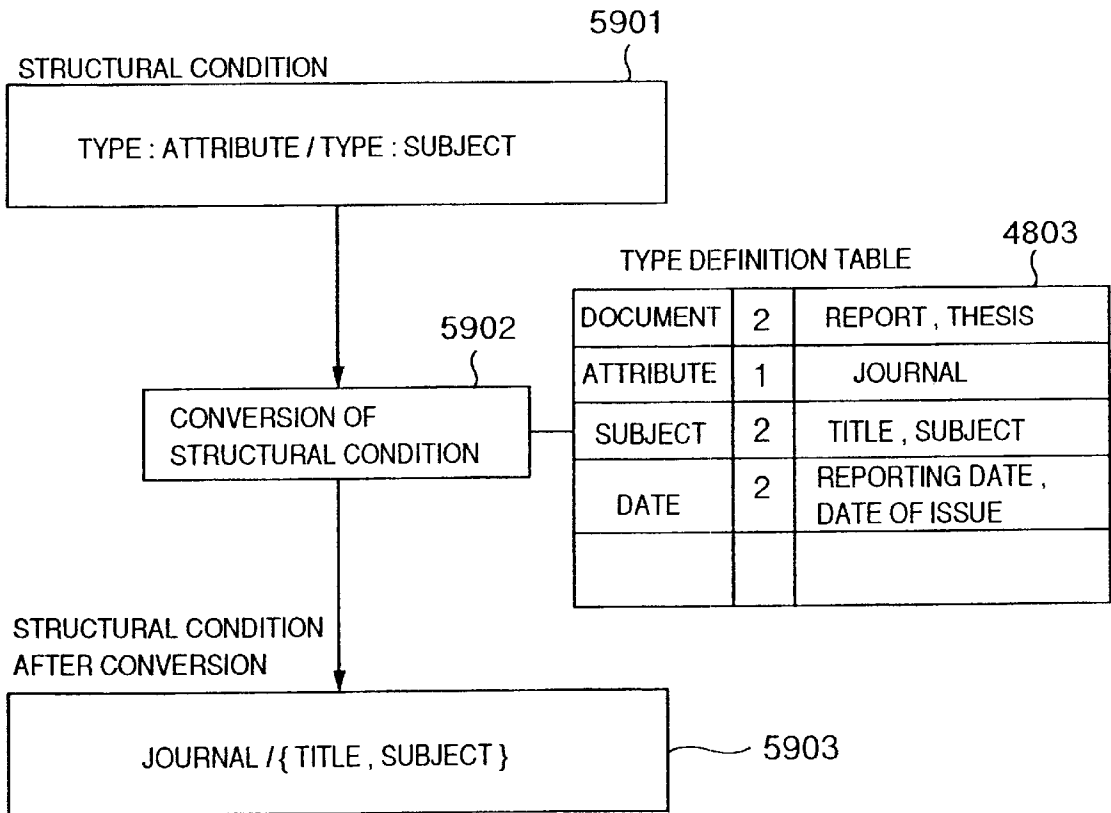 5901
STRUCTURAL CONDITION
TYPE : ATTRIBUTE / TYPE : SUBJECT
4803
TYPE DEFINITION TABLE
DOCUMENT 2 REPORT , THESIS
ATTRIBUTE 1 JOURNAL
SUBJECT 2 TITLE , SUBJECT
DATE 2 REPORTING DATE ,
DATE OF ISSUE
5902
CONVERSION OF
STRUCTURAL CONDITION
STRUCTURAL CONDITION
AFTER CONVERSION
JOURNAL / { TITLE , SUBJECT }
5903